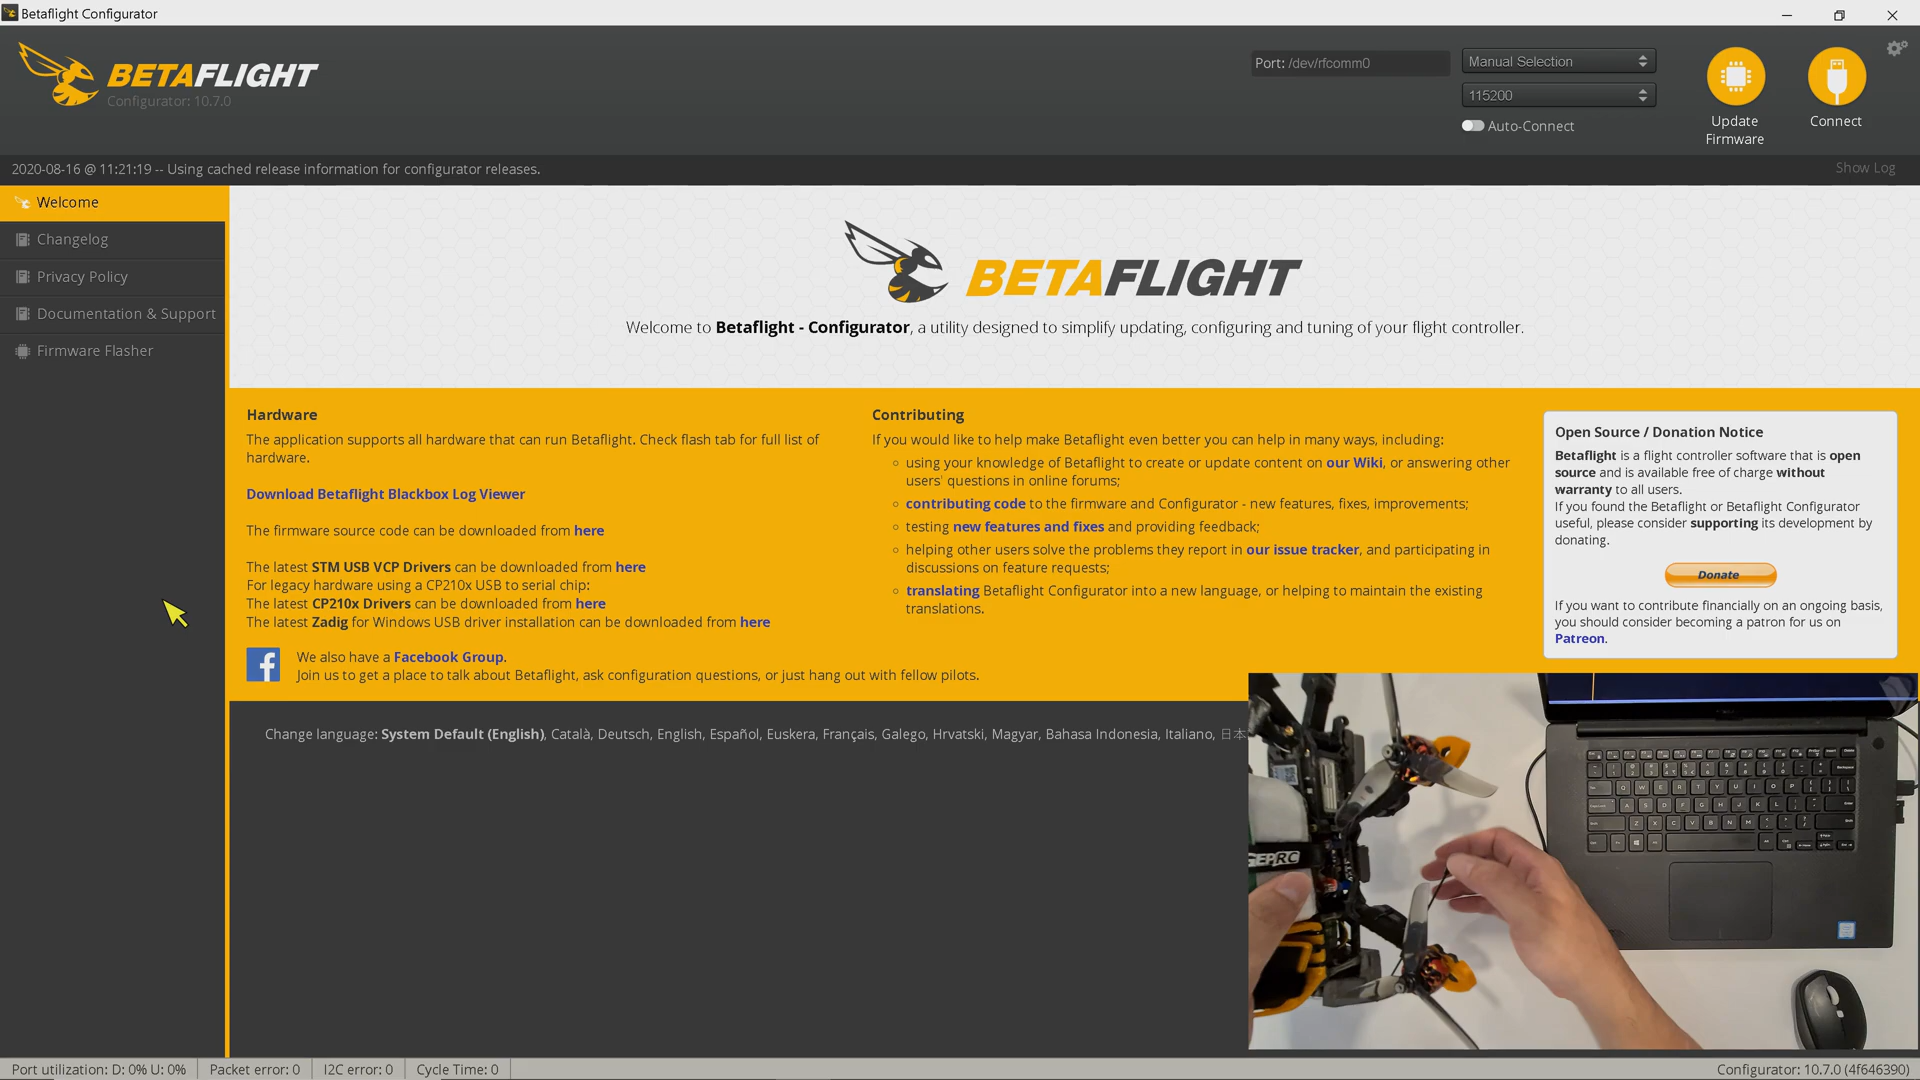 Betaflight Configurator
BETAFLIGHT
Configurator: 10.7.0
Port: /dev/rfcomm0
Manual Selection
115200
Auto-Connect
Update
Firmware
Connect
2020-08-16 @ 11:21:19 -- Using cached release information for configurator releases.
Show Log
Welcome
Changelog
Privacy Policy
Documentation & Support
Firmware Flasher
BETAFLIGHT
Welcome to Betaflight - Configurator, a utility designed to simplify updating, configuring and tuning of your flight controller.
Hardware
The application supports all hardware that can run Betaflight. Check flash tab for full list of
hardware.
Download Betaflight Blackbox Log Viewer
The firmware source code can be downloaded from here
The latest STM USB VCP Drivers can be downloaded from here
For legacy hardware using a CP210x USB to serial chip:
The latest CP210x Drivers can be downloaded from here
The latest Zadig for Windows USB driver installation can be downloaded from here
We also have a Facebook Group.
Join us to get a place to talk about Betaflight, ask configuration questions, or just hang out with fellow pilots.
Contributing
If you would like to help make Betaflight even better you can help in many ways, including:
using your knowledge of Betaflight to create or update content on our Wiki, or answering other
users' questions in online forums;
contributing code to the firmware and Configurator - new features, fixes, improvements;
testing new features and fixes and providing feedback;
helping other users solve the problems they report in our issue tracker, and participating in
discussions on feature requests;
translating Betaflight Configurator into a new language, or helping to maintain the existing
translations.
Open Source / Donation Notice
Betaflight is a flight controller software that is open
source and is available free of charge without
warranty to all users.
If you found the Betaflight or Betaflight Configurator
useful, please consider supporting its development by
donating.
Donate
If you want to contribute financially on an ongoing basis,
you should consider becoming a patron for us on
Patreon.
Change language: System Default (English), Català, Deutsch, English, Español, Euskera, Français, Galego, Hrvatski, Magyar, Bahasa Indonesia, Italiano, 日本
GEPRC
Port utilization: D: 0% U: 0%
Packet error: 0
I2C error: 0
Cycle Time: 0
Configurator: 10.7.0 (4f646390)